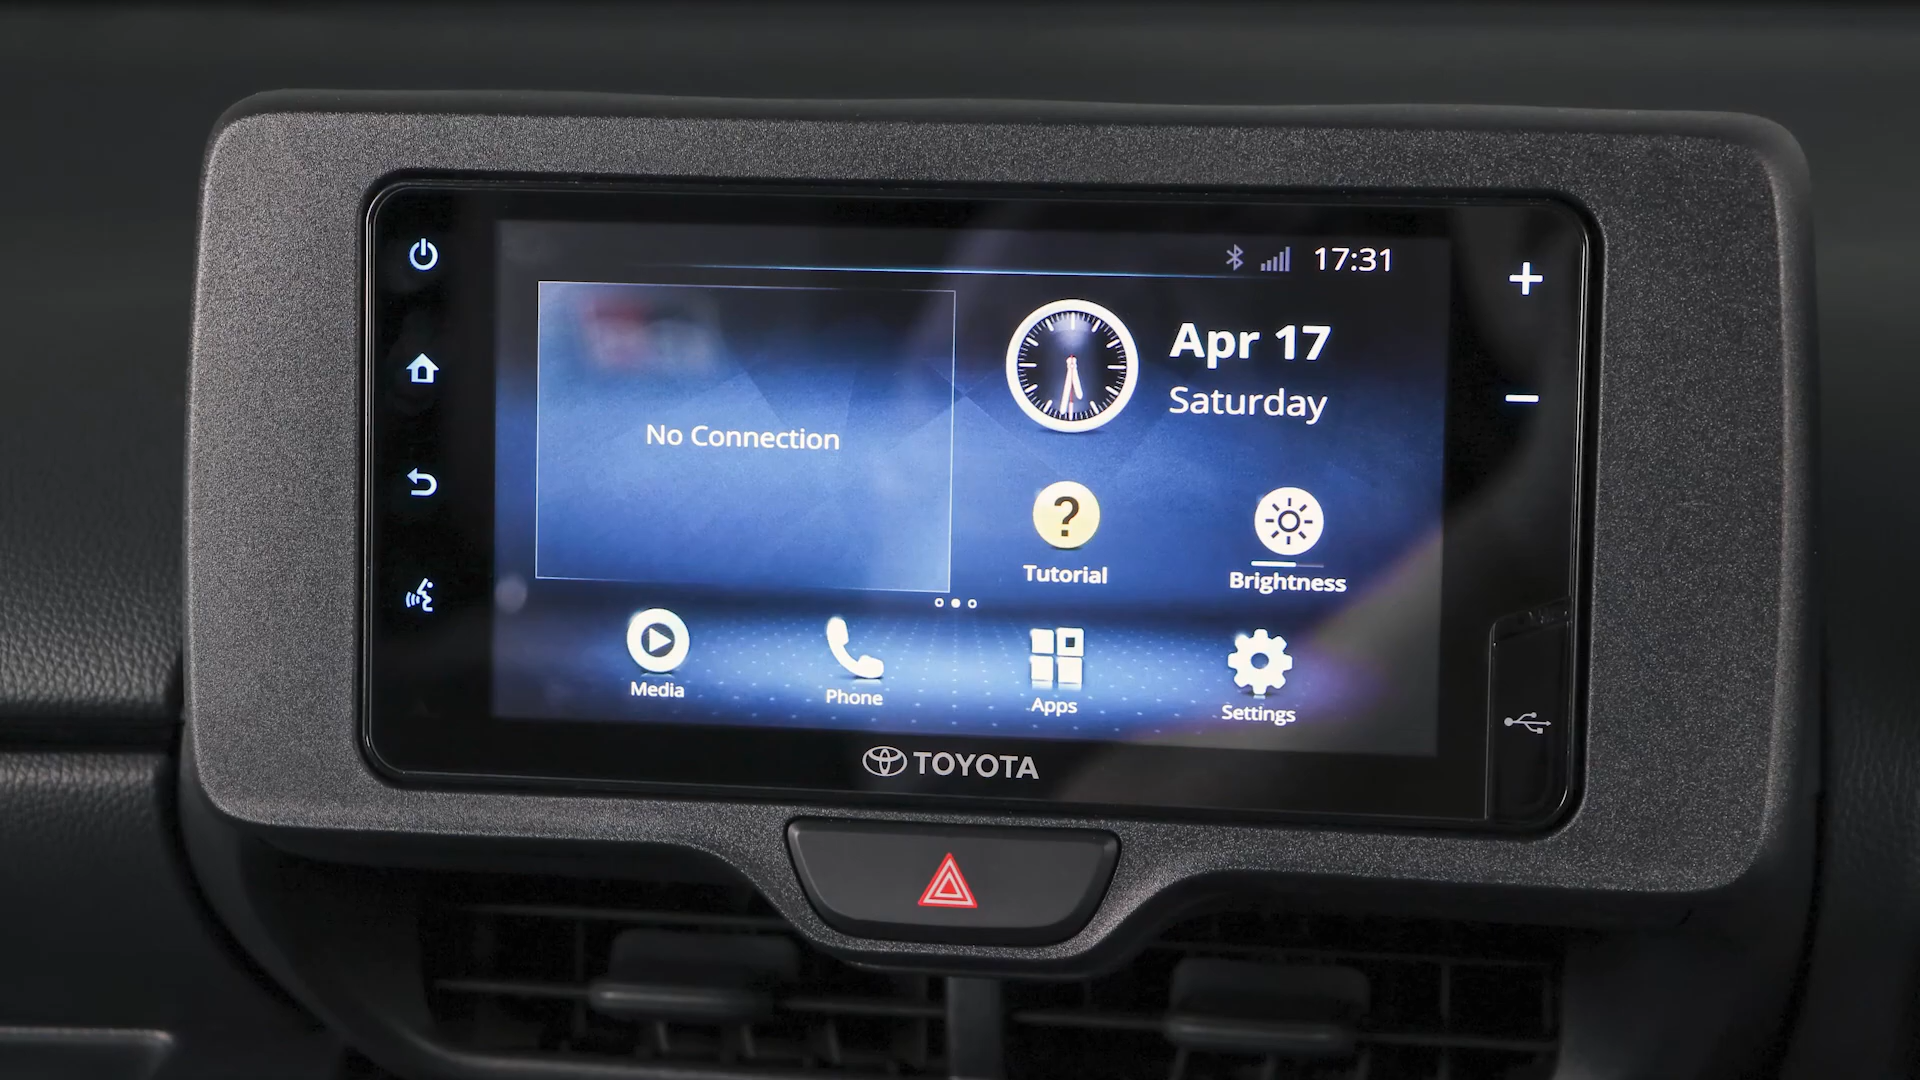 17:31
Apr 17
Saturday
No Connection
?
Tutorial
Brightness
Media
Phone
Apps
Settings
TOYOTA